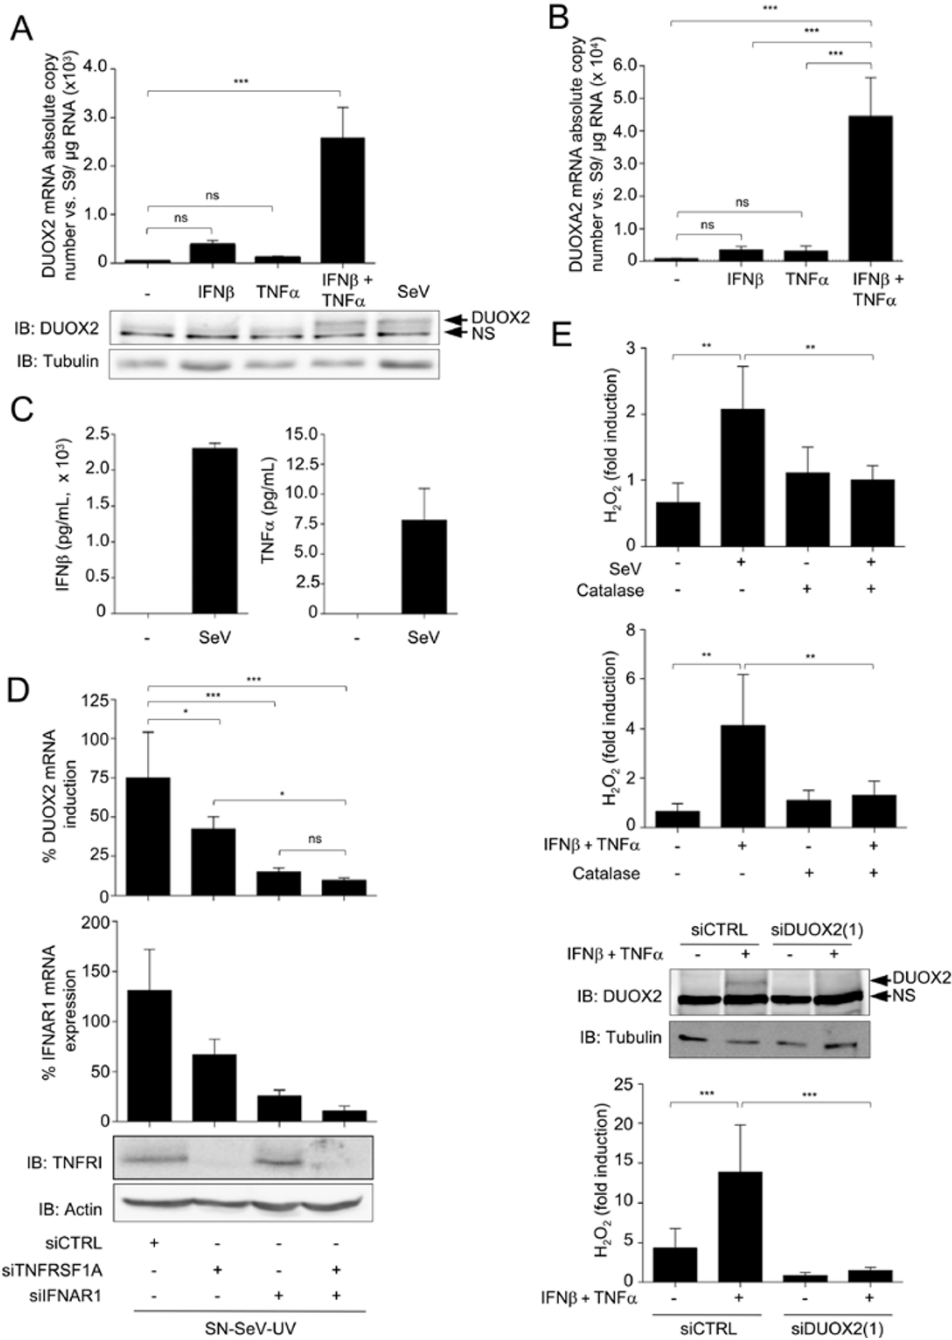 A
DUOX2 mRNA absolute copy
number vs. S9/ μg RNA (x10³)
4.0
3.0
2.0
1.0
0
***
ns
ns
-
IFNβ
TNFα
IFNβ +
TNFα
SeV
IB: DUOX2
DUOX2
NS
IB: Tubulin
B
DUOXA2 mRNA absolute copy
number vs. S9/ μg RNA (x 10⁴)
6.0
5.0
4.0
3.0
2.0
1.0
0
***
***
***
ns
ns
-
IFNβ
TNFα
IFNβ +
TNFα
C
IFNβ (pg/mL, x 10³)
2.5
2.0
1.5
1.0
0.5
0
-
SeV
TNFα (pg/mL)
15.0
12.5
10.0
7.5
5.0
2.5
0
-
SeV
D
% DUOX2 mRNA
induction
125
100
75
50
25
0
***
***
*
*
ns
% IFNAR1 mRNA
expression
200
150
100
50
0
IB: TNFRI
IB: Actin
siCTRL + - - -
siTNFRSF1A - + - +
siIFNAR1 - - + +
SN-SeV-UV
E
H₂O₂ (fold induction)
3
2
1
0
** **
SeV - + - +
Catalase - - + +
H₂O₂ (fold induction)
8
6
4
2
0
** **
IFNβ + TNFα - + - +
Catalase - - + +
siCTRL siDUOX2(1)
IFNβ + TNFα - + - +
IB: DUOX2
DUOX2
NS
IB: Tubulin
H₂O₂ (fold induction)
25
20
15
10
5
0
*** ***
IFNβ + TNFα - + - +
siCTRL siDUOX2(1)